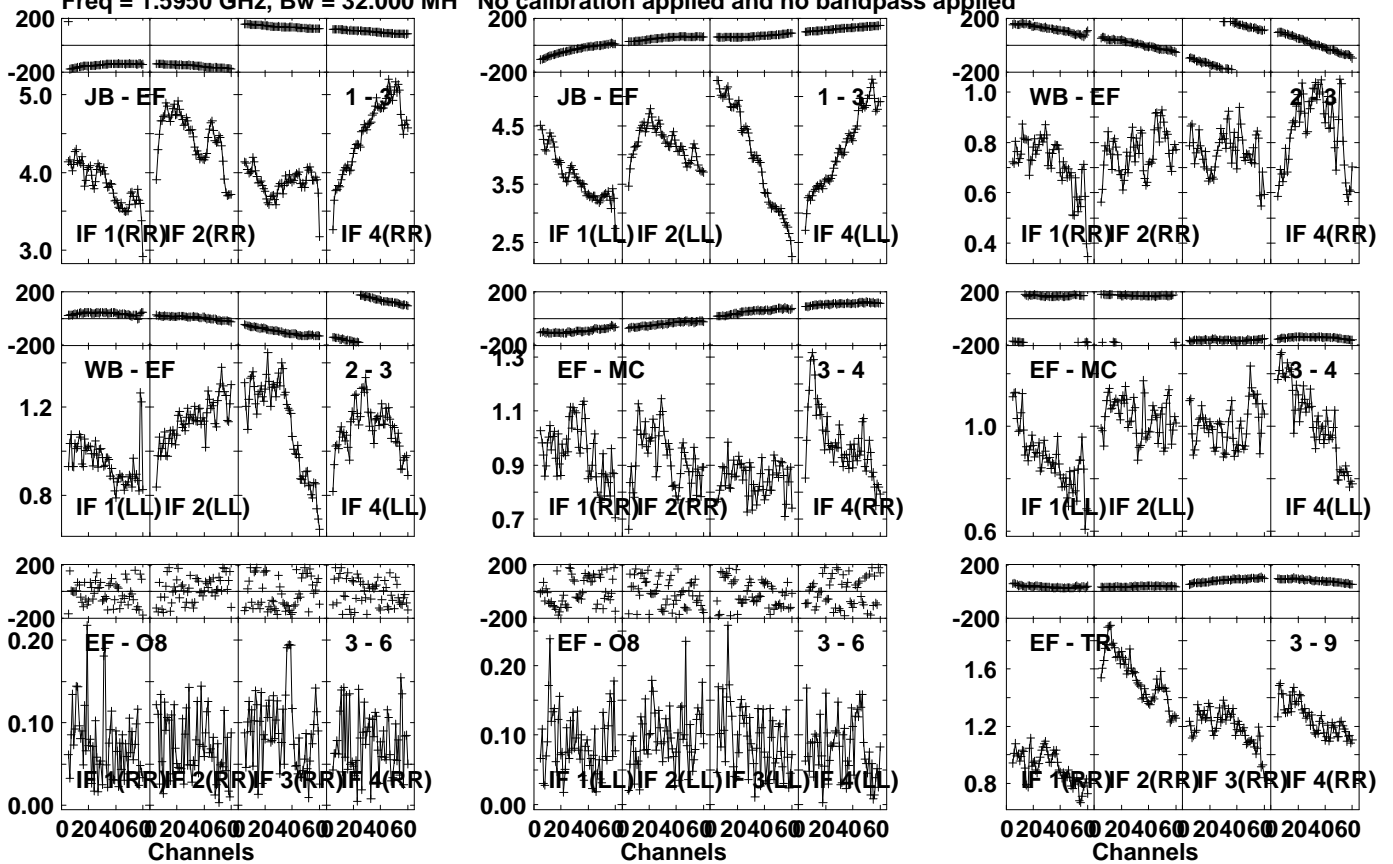 Freq = 1.5950 GHz, Bw = 32.000 MH No calibration applied and no bandpass applied
200
-200
JB - EF 1 - 3
5.0
4.0
3.0
IF 1(RR) IF 2(RR) IF 4(RR)
JB - EF 1 - 3
4.5
3.5
2.5
IF 1(LL) IF 2(LL) IF 4(LL)
200
-200
WB - EF 2 - 3
1.0
0.8
0.6
0.4
IF 1(RR) IF 2(RR) IF 4(RR)
200
-200
WB - EF 2 - 3
1.2
0.8
IF 1(LL) IF 2(LL) IF 4(LL)
200
-200
1.3
EF - MC 3 - 4
1.1
0.9
0.7
IF 1(RR) IF 2(RR) IF 4(RR)
200
-200
EF - MC 3 - 4
1.0
0.6
IF 1(LL) IF 2(LL) IF 4(LL)
200
-200
0.20
EF - O8 3 - 6
0.10
0.00
IF 1(RR) IF 2(RR) IF 3(RR) IF 4(RR)
0 20 40 60 0 20 40 60 0 20 40 60 0 20 40 60
Channels
200
-200
EF - O8 3 - 6
0.20
0.10
0.00
IF 1(LL) IF 2(LL) IF 3(LL) IF 4(LL)
0 20 40 60 0 20 40 60 0 20 40 60 0 20 40 60
Channels
200
-200
EF - TR 3 - 9
1.6
1.2
0.8
IF 1(RR) IF 2(RR) IF 3(RR) IF 4(RR)
0 20 40 60 0 20 40 60 0 20 40 60 0 20 40 60
Channels